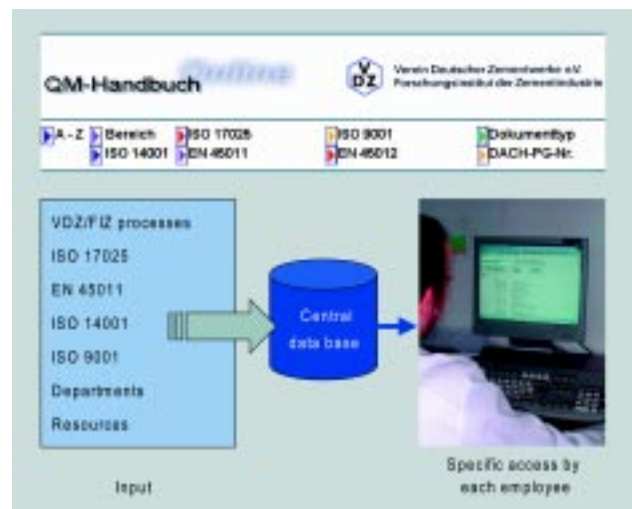 Online
QM-Handbuch
VDZ
Verein Deutscher Zementwerke e.V.
Forschungsinstitut der Zementindustrie
A - Z Bereich ISO 17025 ISO 9001 Dokumenttyp
ISO 14001 EN 45011 EN 45012 DACH-PG-Nr.
VDZ/FIZ processes
ISO 17025
EN 45011
ISO 14001
ISO 9001
Departments
Resources
Central
data base
Input
Specific access by
each employee